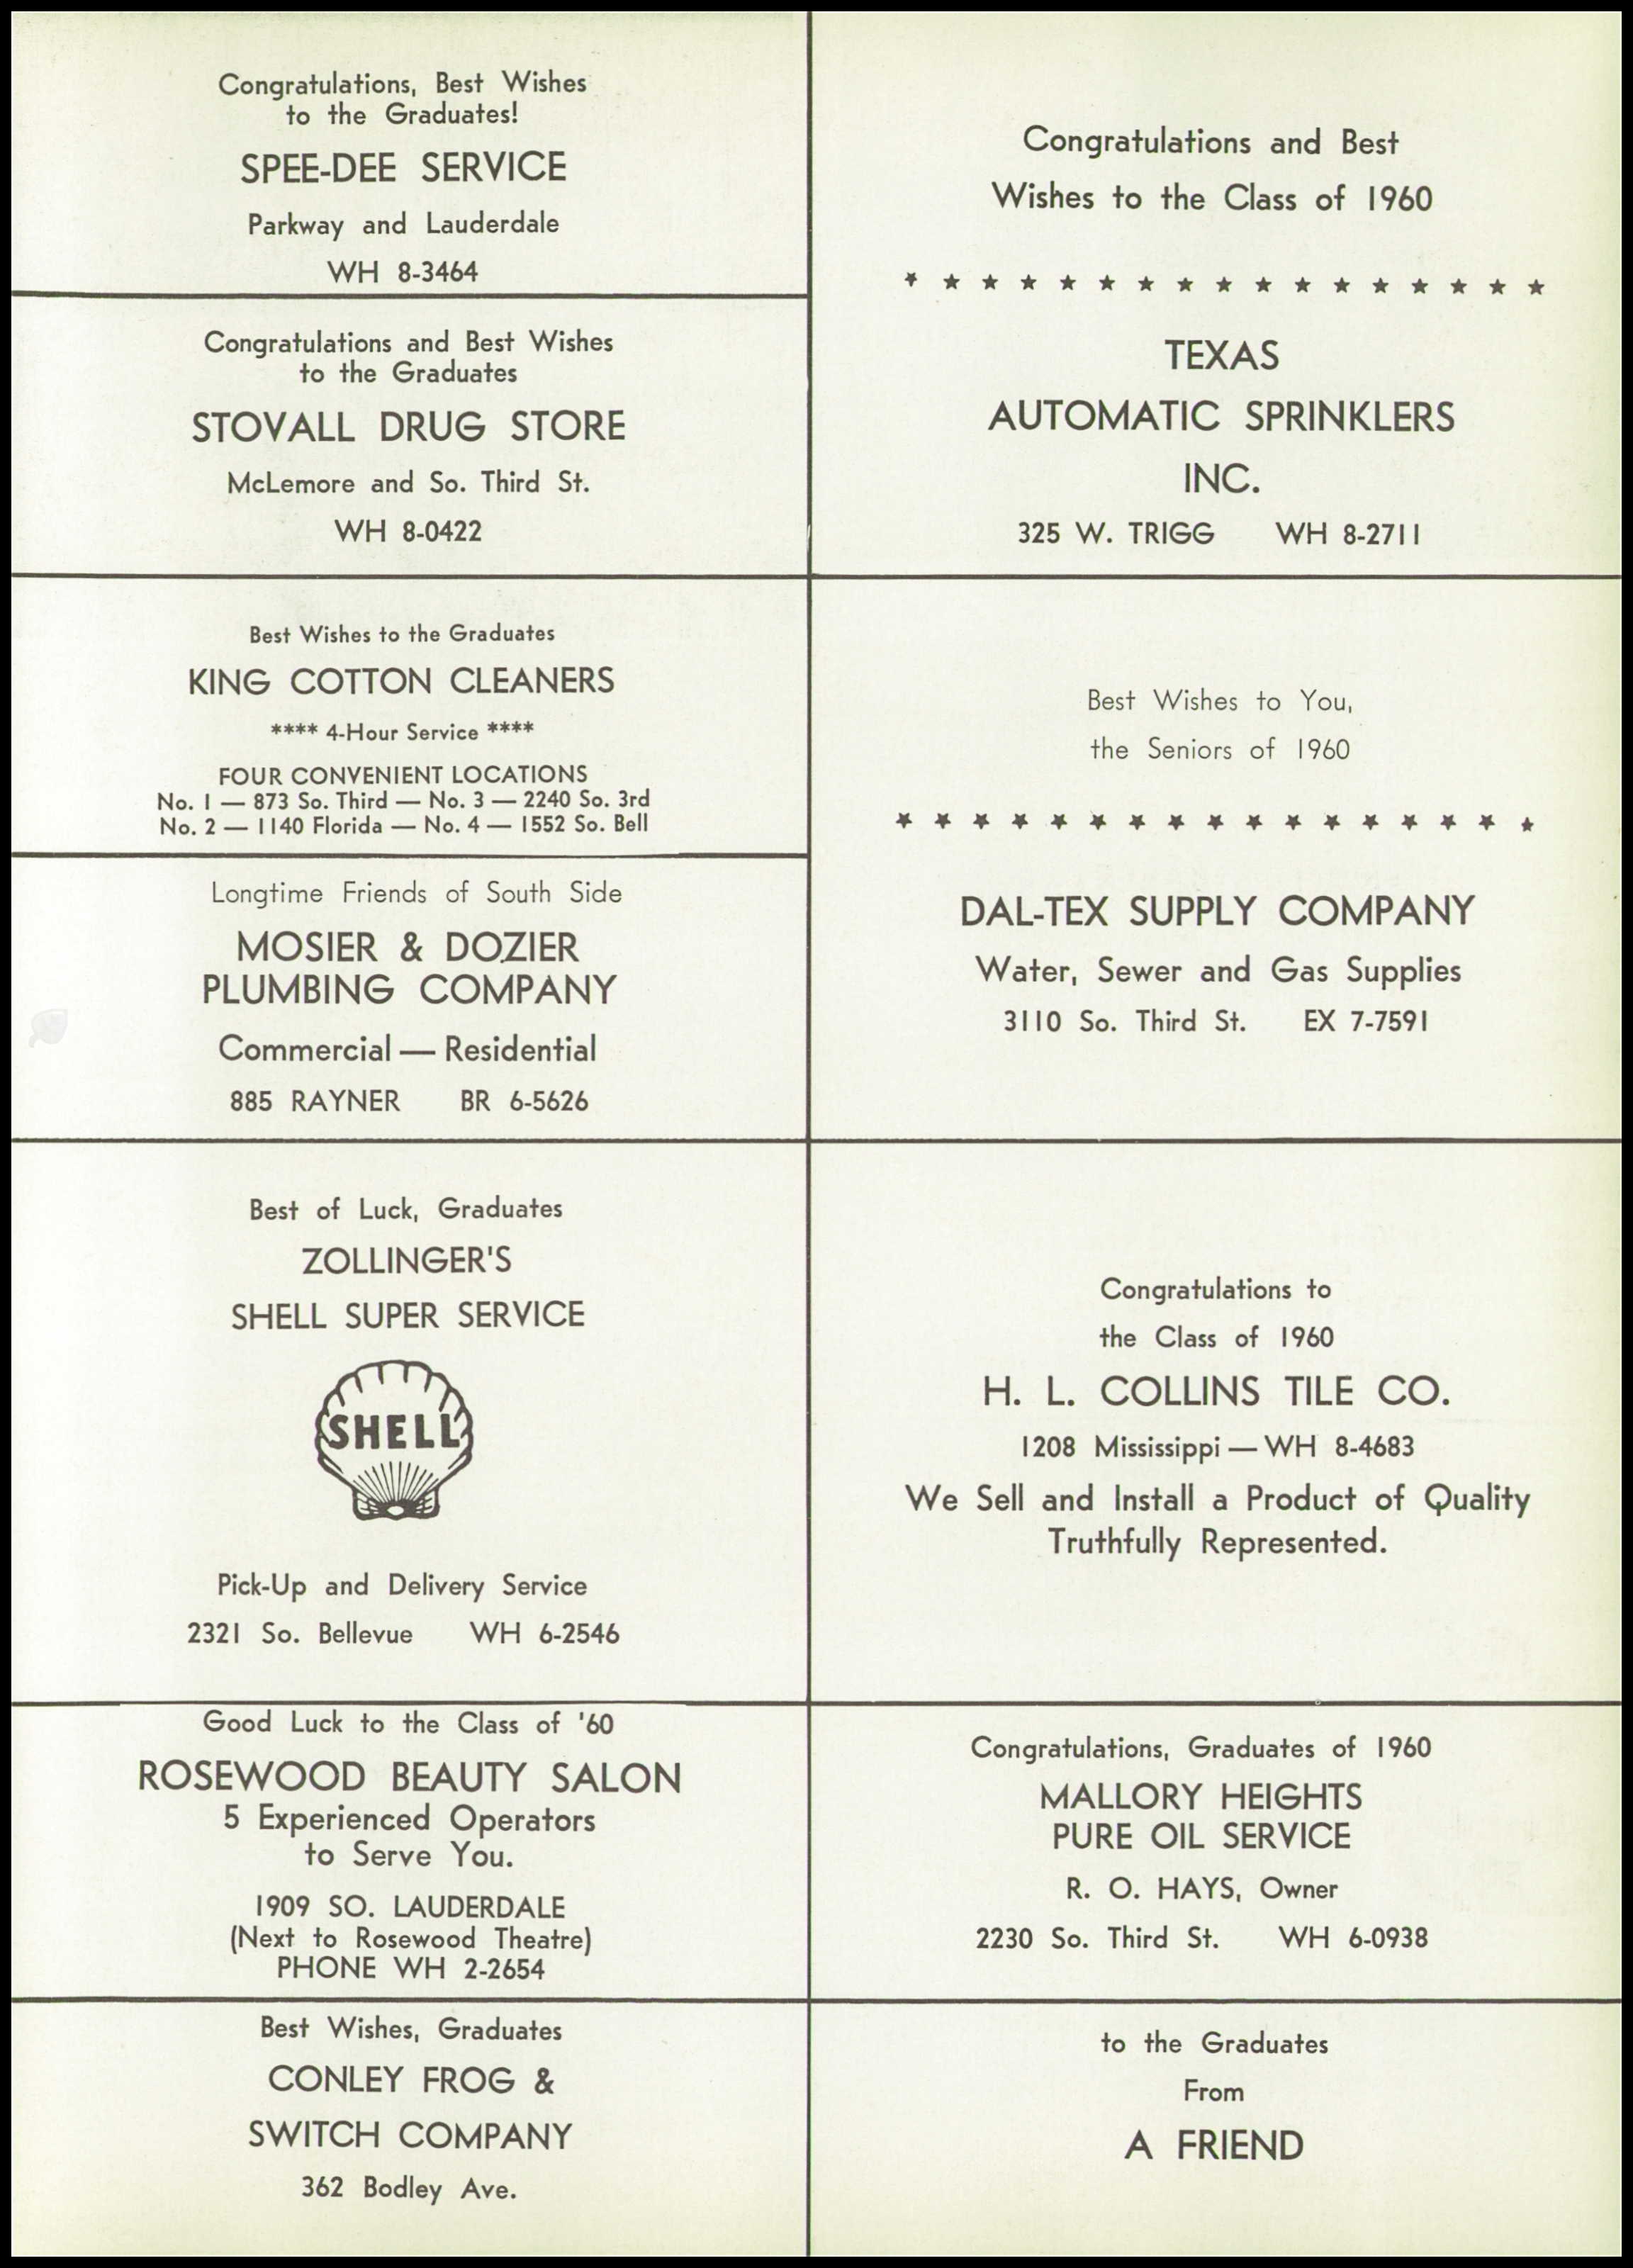 Congratulations, Best Wishes
to the Graduates!
SPEE-DEE SERVICE
Parkway and Lauderdale
WH 8-3464
Congratulations and Best Wishes
to the Graduates
STOVALL DRUG STORE
McLemore and So. Third St.
WH 8-0422
Best Wishes to the Graduates
KING COTTON CLEANERS
**** 4-Hour Service ****
FOUR CONVENIENT LOCATIONS
No. 1 — 873 So. Third — No. 3 — 2240 So. 3rd
No. 2 — 1140 Florida — No. 4 — 1552 So. Bell
Longtime Friends of South Side
MOSIER & DOZIER
PLUMBING COMPANY
Commercial — Residential
885 RAYNER BR 6-5626
Best of Luck, Graduates
ZOLLINGER'S
SHELL SUPER SERVICE
SHELL
Pick-Up and Delivery Service
2321 So. Bellevue WH 6-2546
Good Luck to the Class of '60
ROSEWOOD BEAUTY SALON
5 Experienced Operators
to Serve You.
1909 SO. LAUDERDALE
(Next to Rosewood Theatre)
PHONE WH 2-2654
Best Wishes, Graduates
CONLEY FROG &
SWITCH COMPANY
362 Bodley Ave.
Congratulations and Best
Wishes to the Class of 1960
TEXAS
AUTOMATIC SPRINKLERS
INC.
325 W. TRIGG WH 8-2711
Best Wishes to You,
the Seniors of 1960
DAL-TEX SUPPLY COMPANY
Water, Sewer and Gas Supplies
3110 So. Third St. EX 7-7591
Congratulations to
the Class of 1960
H. L. COLLINS TILE CO.
1208 Mississippi — WH 8-4683
We Sell and Install a Product of Quality
Truthfully Represented.
Congratulations, Graduates of 1960
MALLORY HEIGHTS
PURE OIL SERVICE
R. O. HAYS, Owner
2230 So. Third St. WH 6-0938
to the Graduates
From
A FRIEND